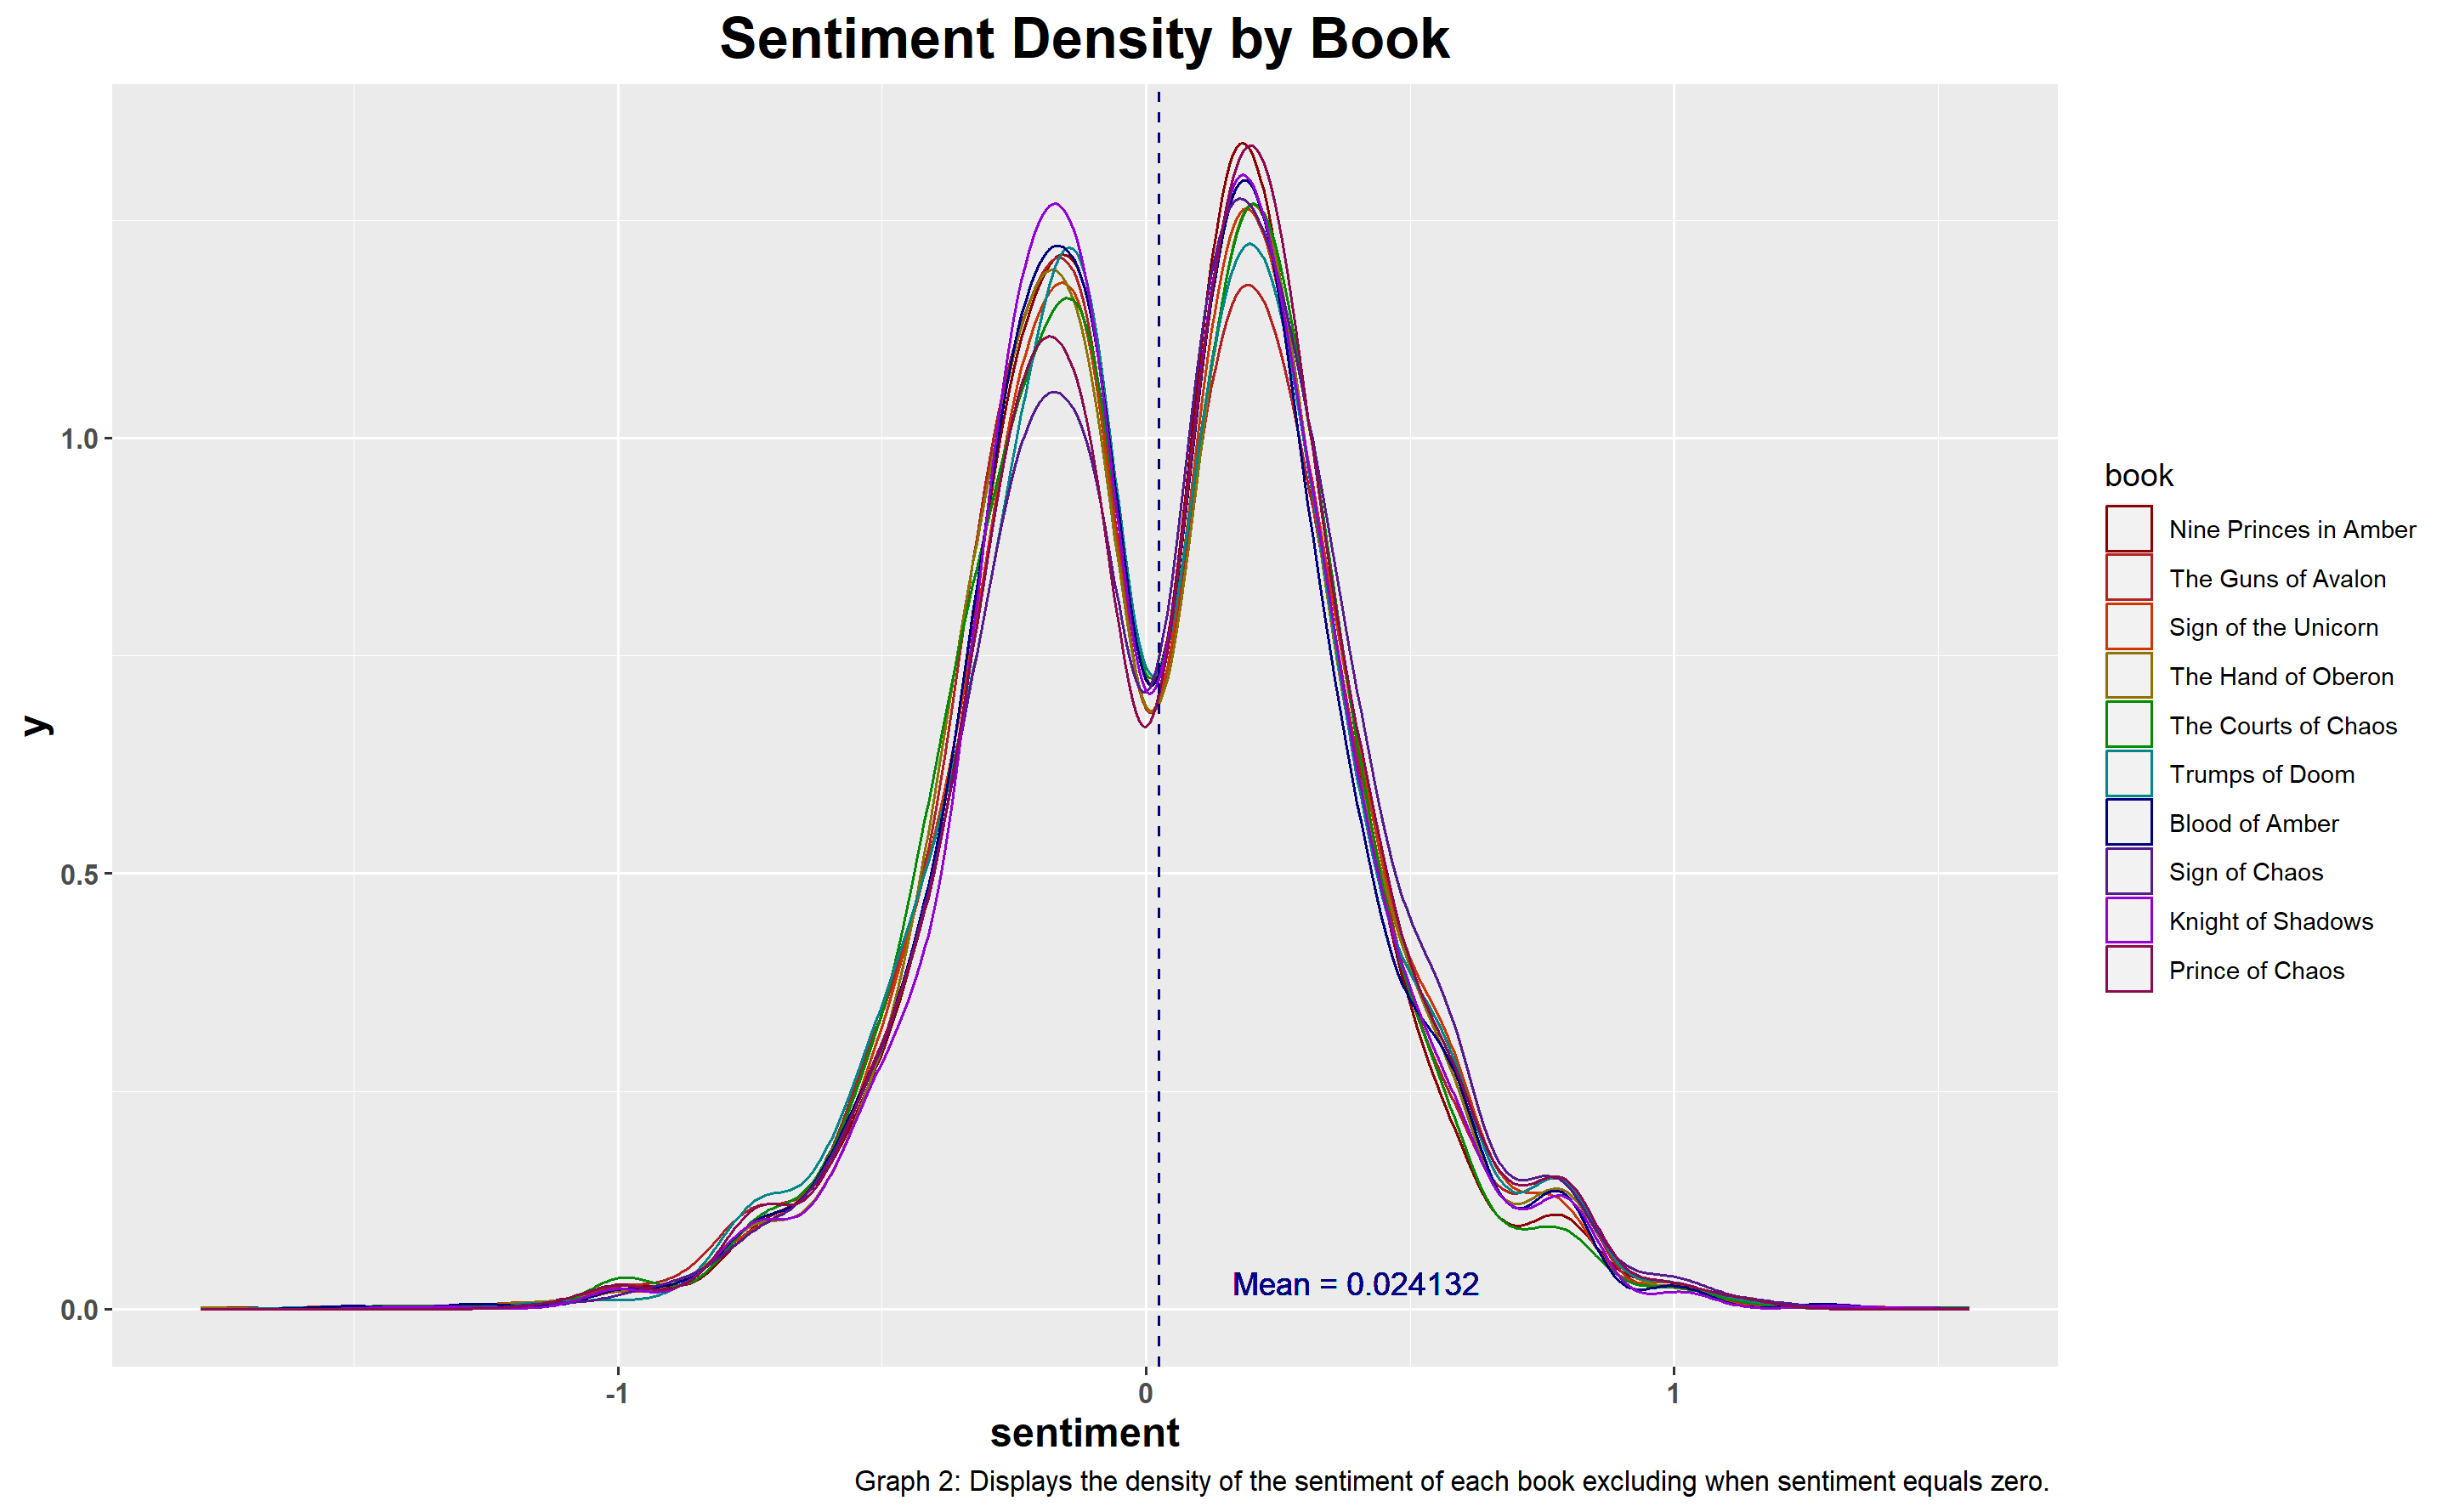 Sentiment Density by Book
y
1.0
0.5
0.0
-1
0
1
sentiment
Mean = 0.024132
book
Nine Princes in Amber
The Guns of Avalon
Sign of the Unicorn
The Hand of Oberon
The Courts of Chaos
Trumps of Doom
Blood of Amber
Sign of Chaos
Knight of Shadows
Prince of Chaos
Graph 2: Displays the density of the sentiment of each book excluding when sentiment equals zero.